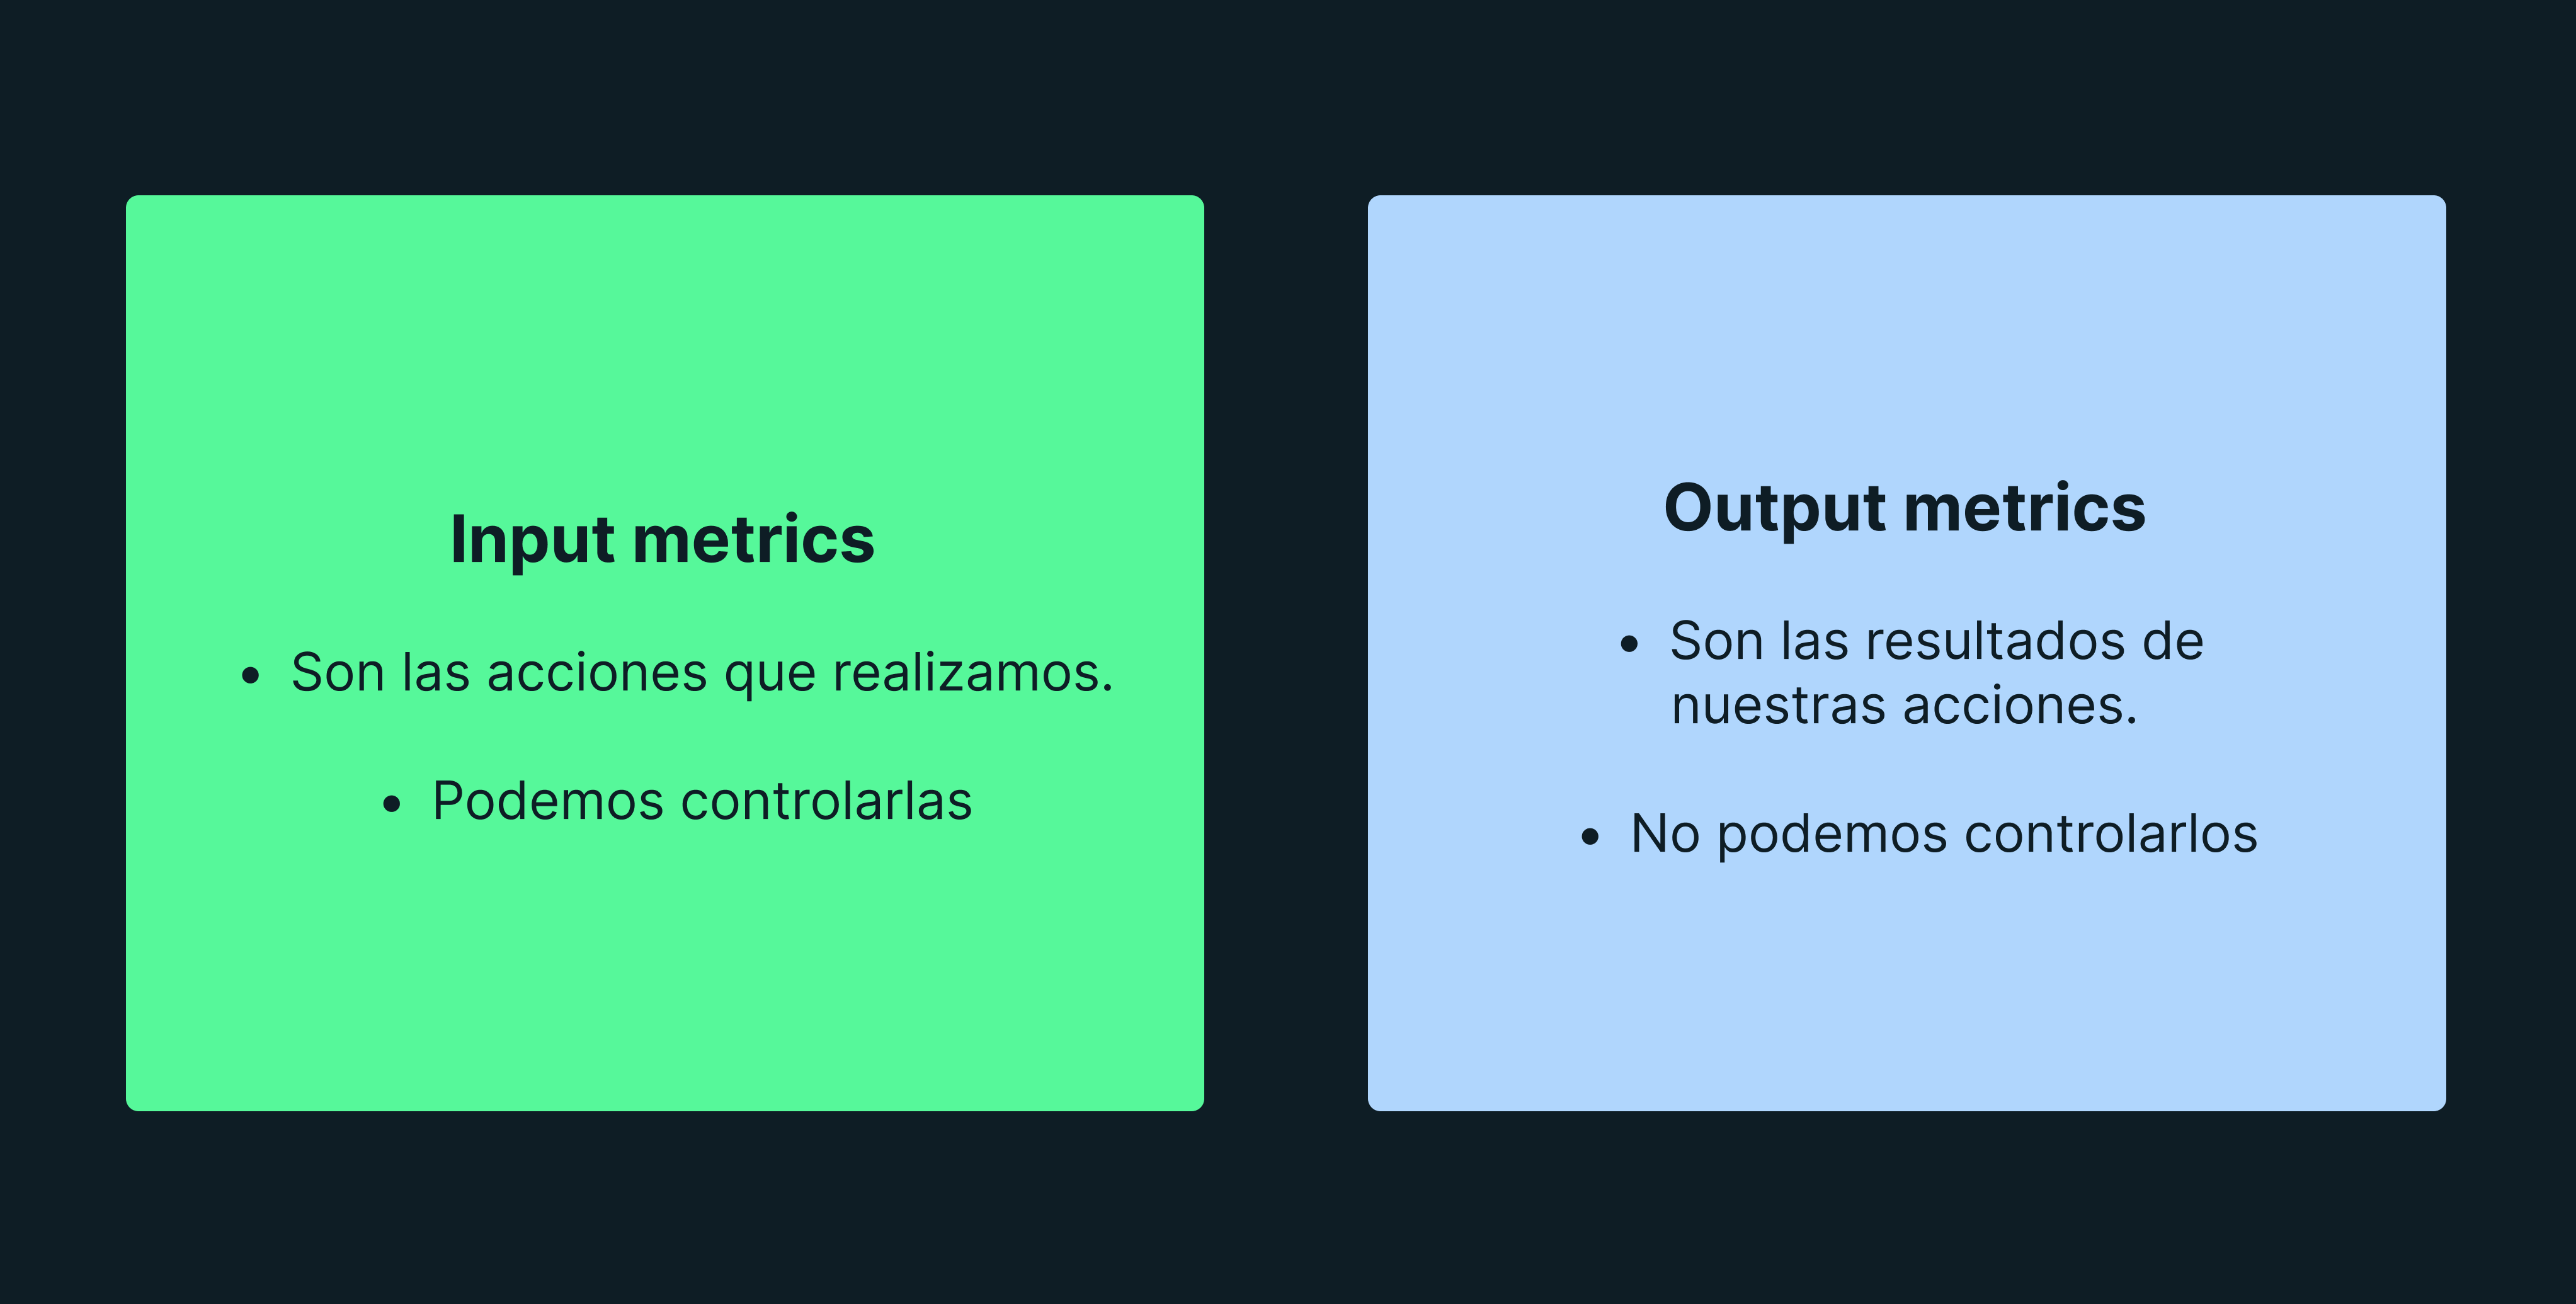 Input metrics
• Son las acciones que realizamos.
• Podemos controlarlas
Output metrics
• Son las resultados de
nuestras acciones.
• No podemos controlarlos